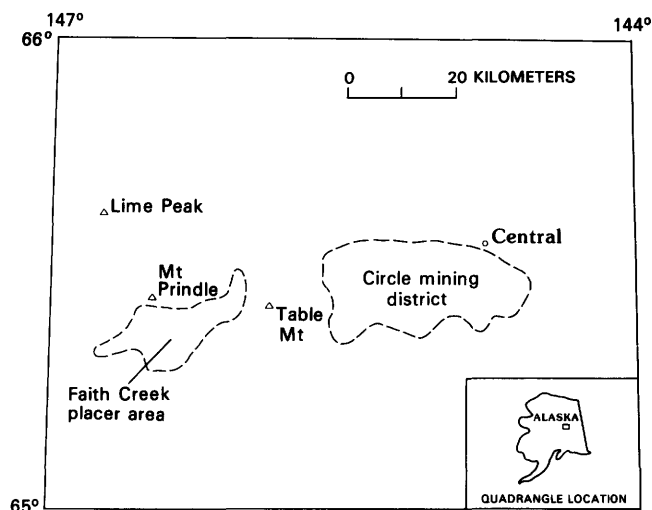 147°
144°
66°
0 20 KILOMETERS
Lime Peak
Central
Mt
Prindle
Circle mining
district
Table
Mt
Faith Creek
placer area
ALASKA
QUADRANGLE LOCATION
65°